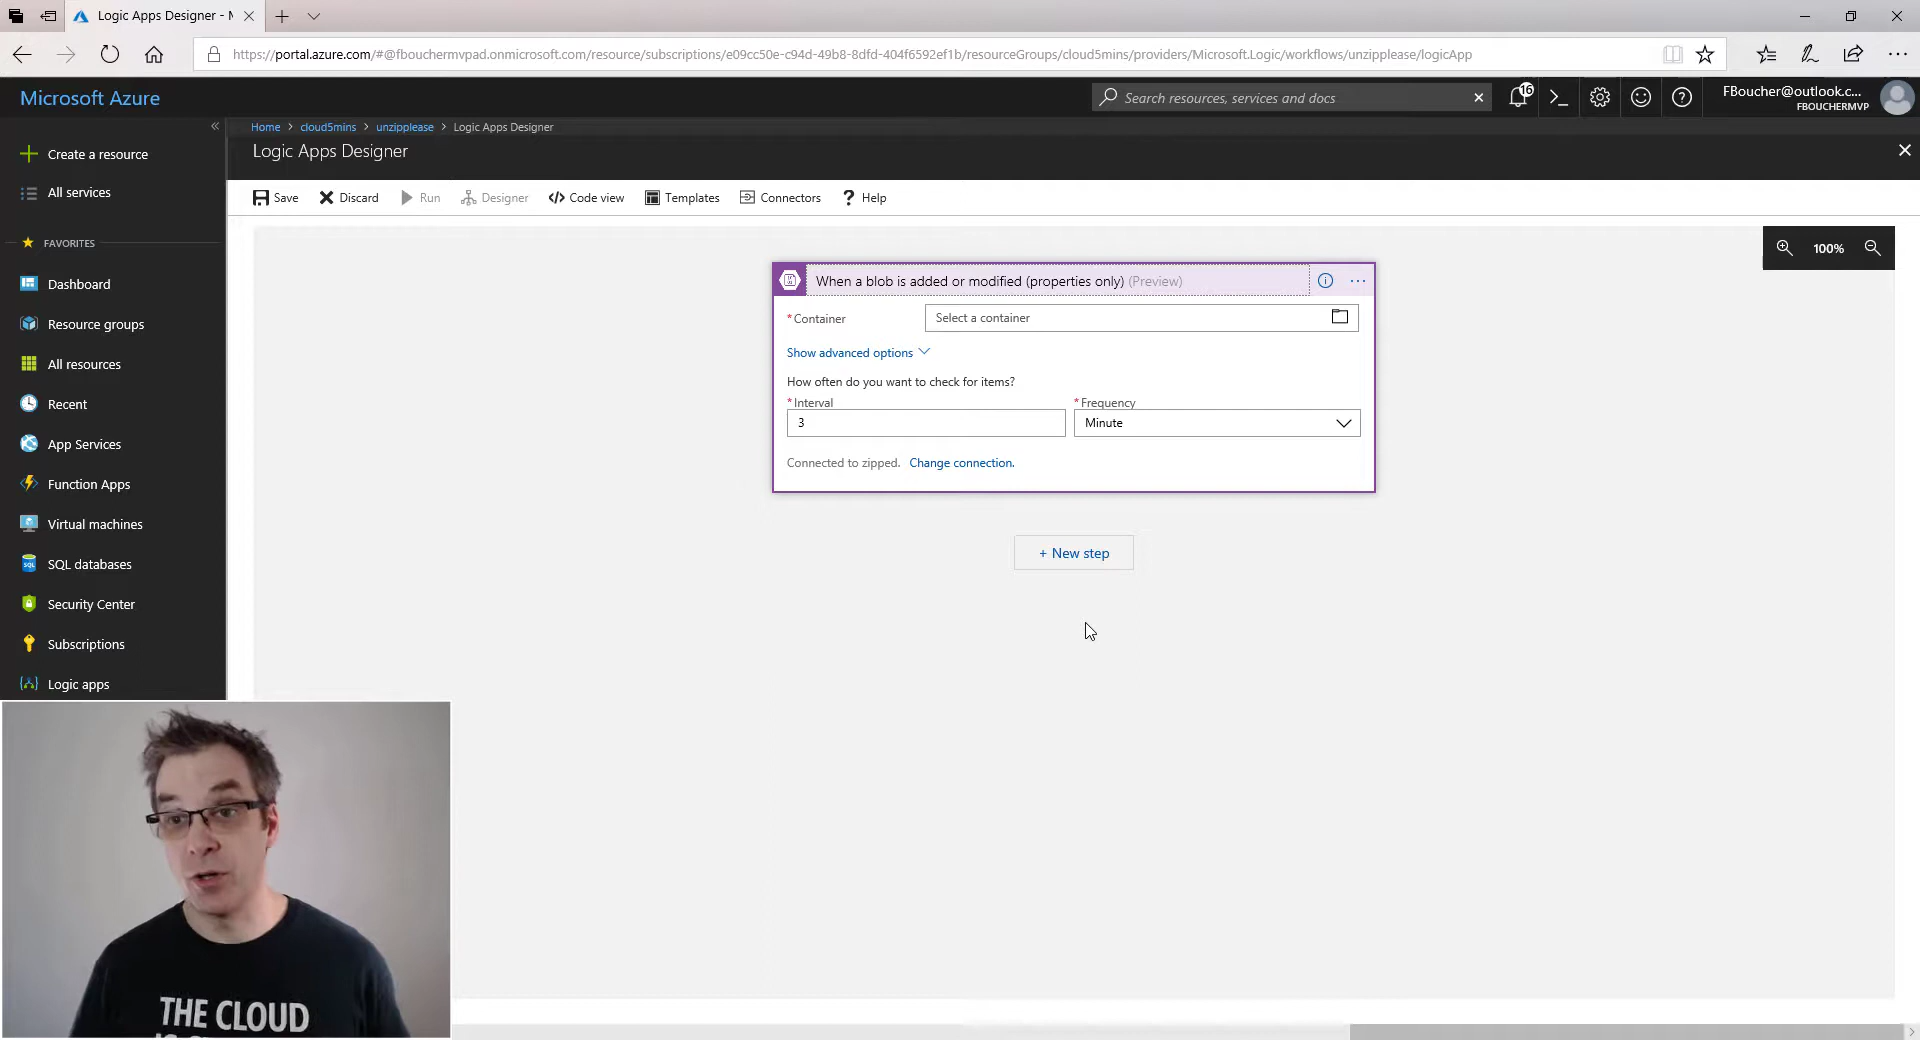 Logic Apps Designer - M
https://portal.azure.com/#@fbouchermvpad.onmicrosoft.com/resource/subscriptions/e09cc50e-c94d-49b8-8dfd-404f6592ef1b/resourceGroups/cloud5mins/providers/Microsoft.Logic/workflows/unzipplease/logicApp
Microsoft Azure
Search resources, services and docs
16
FBoucher@outlook.c...
FBOUCHERMVP
Home > cloud5mins > unzipplease > Logic Apps Designer
Logic Apps Designer
Create a resource
All services
FAVORITES
Dashboard
Resource groups
All resources
Recent
App Services
Function Apps
Virtual machines
SQL databases
Security Center
Subscriptions
Logic apps
Save Discard Run Designer Code view Templates Connectors Help
100%
When a blob is added or modified (properties only) (Preview)
* Container Select a container
Show advanced options
How often do you want to check for items?
* Interval * Frequency
3 Minute
Connected to zipped. Change connection.
+ New step
THE CLOUD